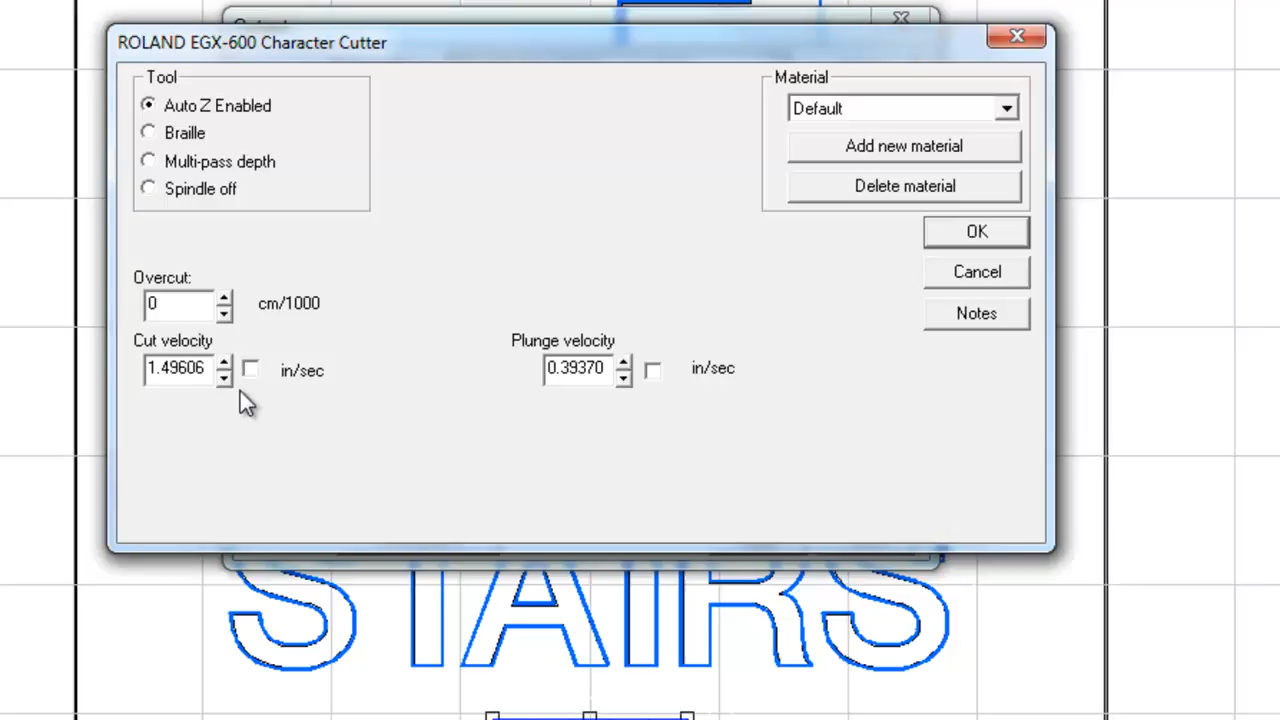 ROLAND EGX-600 Character Cutter
Tool
Auto Z Enabled
Braille
Multi-pass depth
Spindle off
Material
Default
Add new material
Delete material
OK
Cancel
Notes
Overcut:
0 cm/1000
Cut velocity
1.49606 in/sec
Plunge velocity
0.39370 in/sec
STAIRS